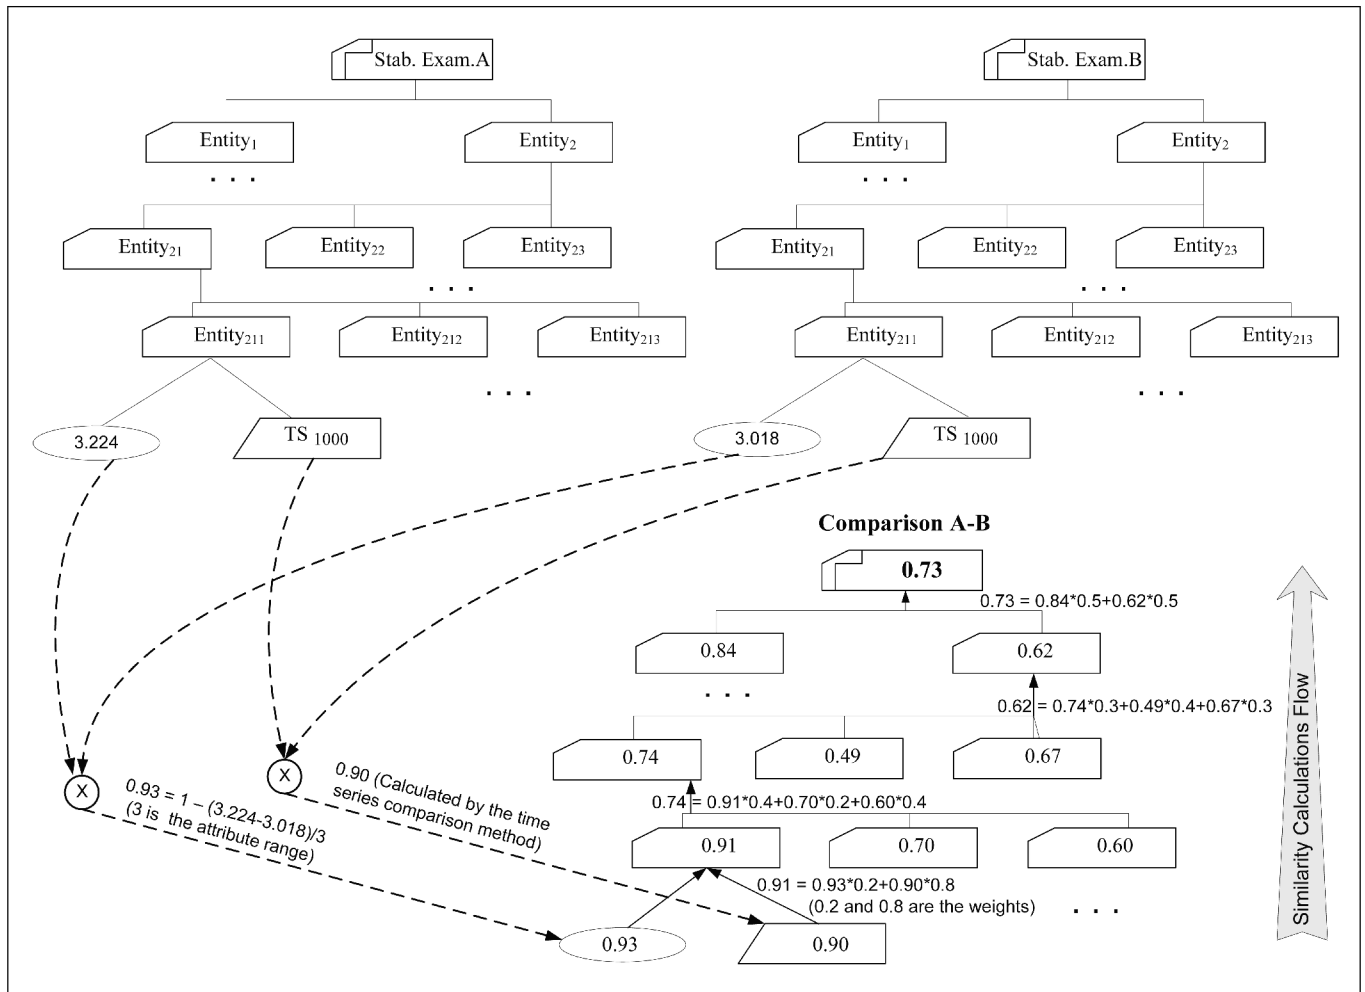 Stab. Exam.A
Stab. Exam.B
Entity1
Entity2
Entity1
Entity2
. . .
. . .
Entity21
Entity22
Entity23
Entity21
Entity22
Entity23
. . .
. . .
Entity211
Entity212
Entity213
Entity211
Entity212
Entity213
. . .
. . .
3.224
TS 1000
3.018
TS 1000
Comparison A-B
0.73
0.73 = 0.84*0.5+0.62*0.5
0.84
0.62
. . .
0.62 = 0.74*0.3+0.49*0.4+0.67*0.3
0.74
0.49
0.67
X
X
0.93 = 1 – (3.224-3.018)/3
(3 is the attribute range)
0.90 (Calculated by the time
series comparison method)
0.74 = 0.91*0.4+0.70*0.2+0.60*0.4
0.91
0.70
0.60
0.91 = 0.93*0.2+0.90*0.8
(0.2 and 0.8 are the weights)
. . .
0.93
0.90
Similarity Calculations Flow